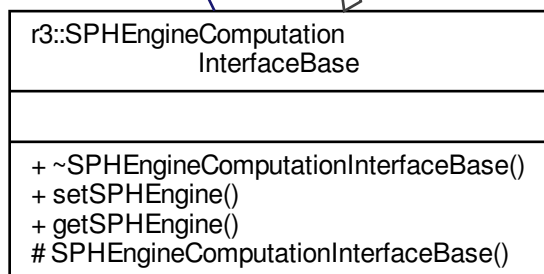 r3::SPHEngineComputation
InterfaceBase
+ ~SPHEngineComputationInterfaceBase()
+ setSPHEngine()
+ getSPHEngine()
# SPHEngineComputationInterfaceBase()